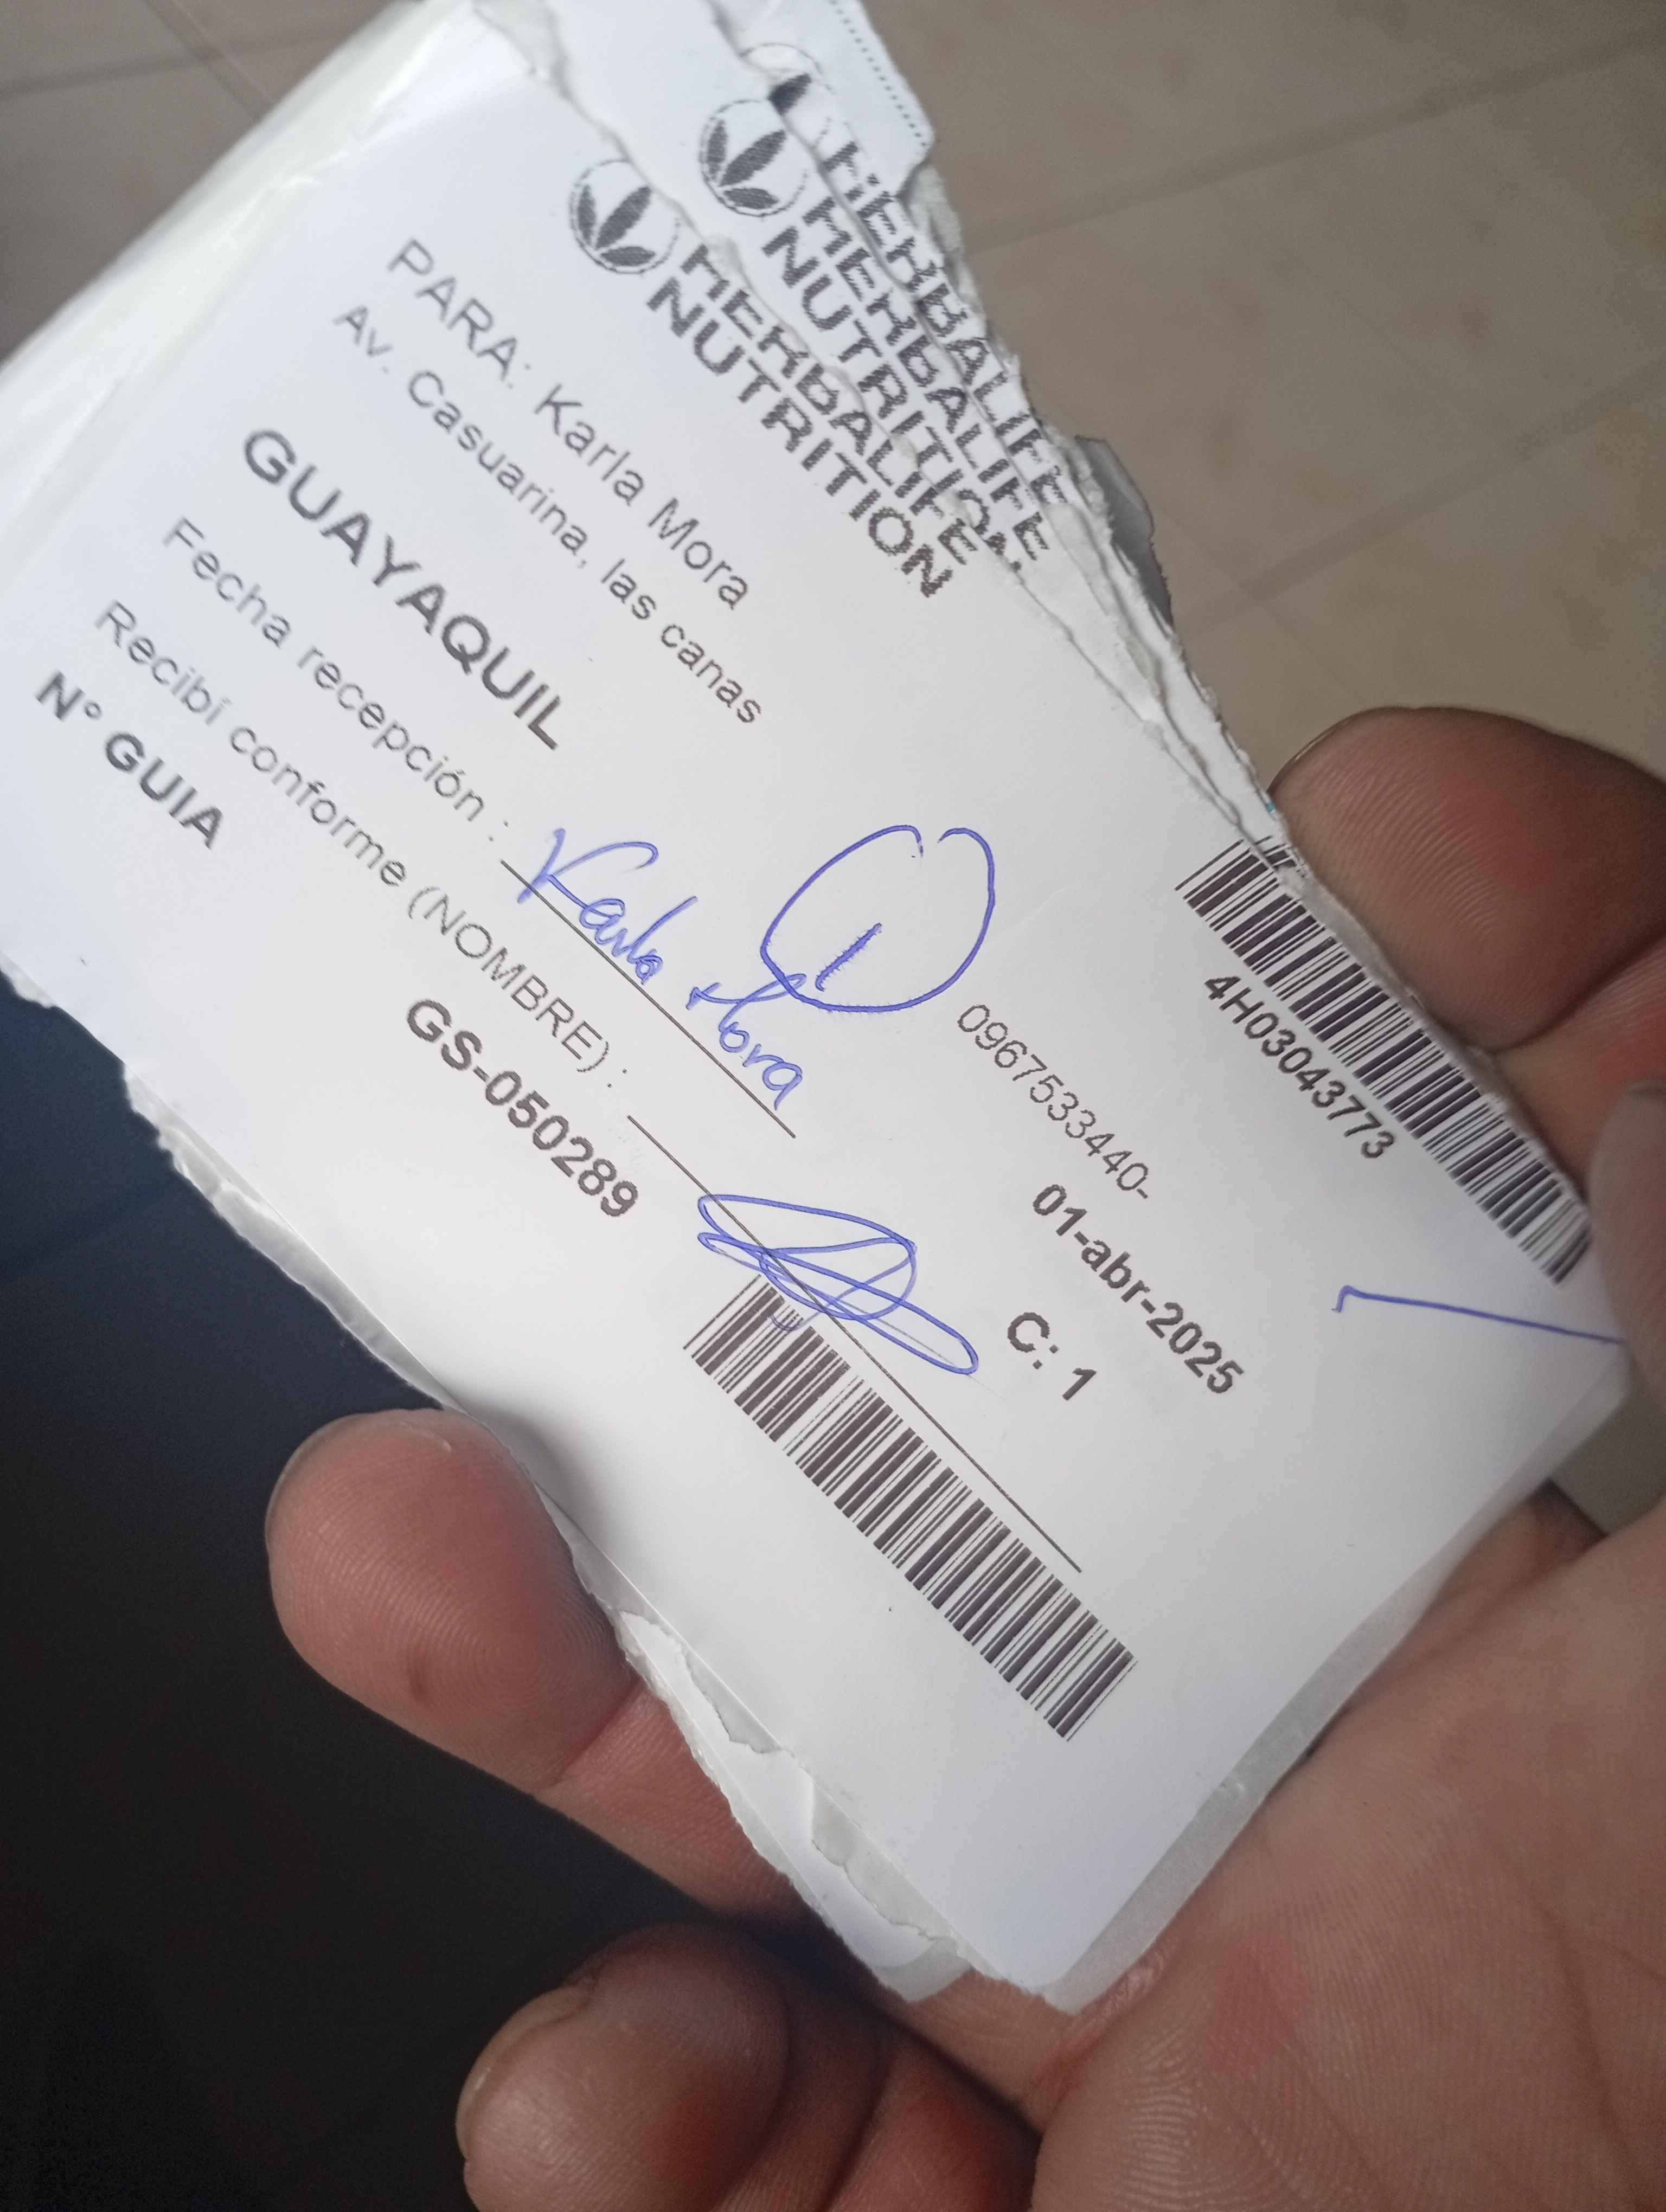 HERBALIFE
HERBALIFE
NUTRITION
HERBALIFE
NUTRITION
4H03043773
PARA: Karla Mora
Av. Casuarina, las canas
0967533440-
GUAYAQUIL
1
01-abr-2025
Fecha recepción : Karla Mora
C: 1
Recibí conforme (NOMBRE):
N° GUIA
GS-050289